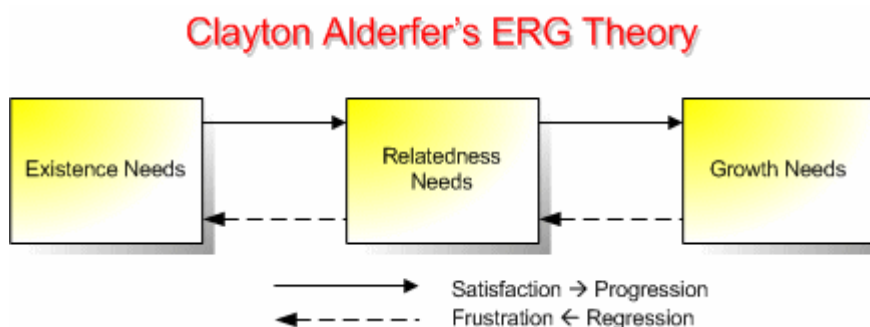 Clayton Alderfer's ERG Theory
Existence Needs
Relatedness
Needs
Growth Needs
Satisfaction → Progression
Frustration ← Regression